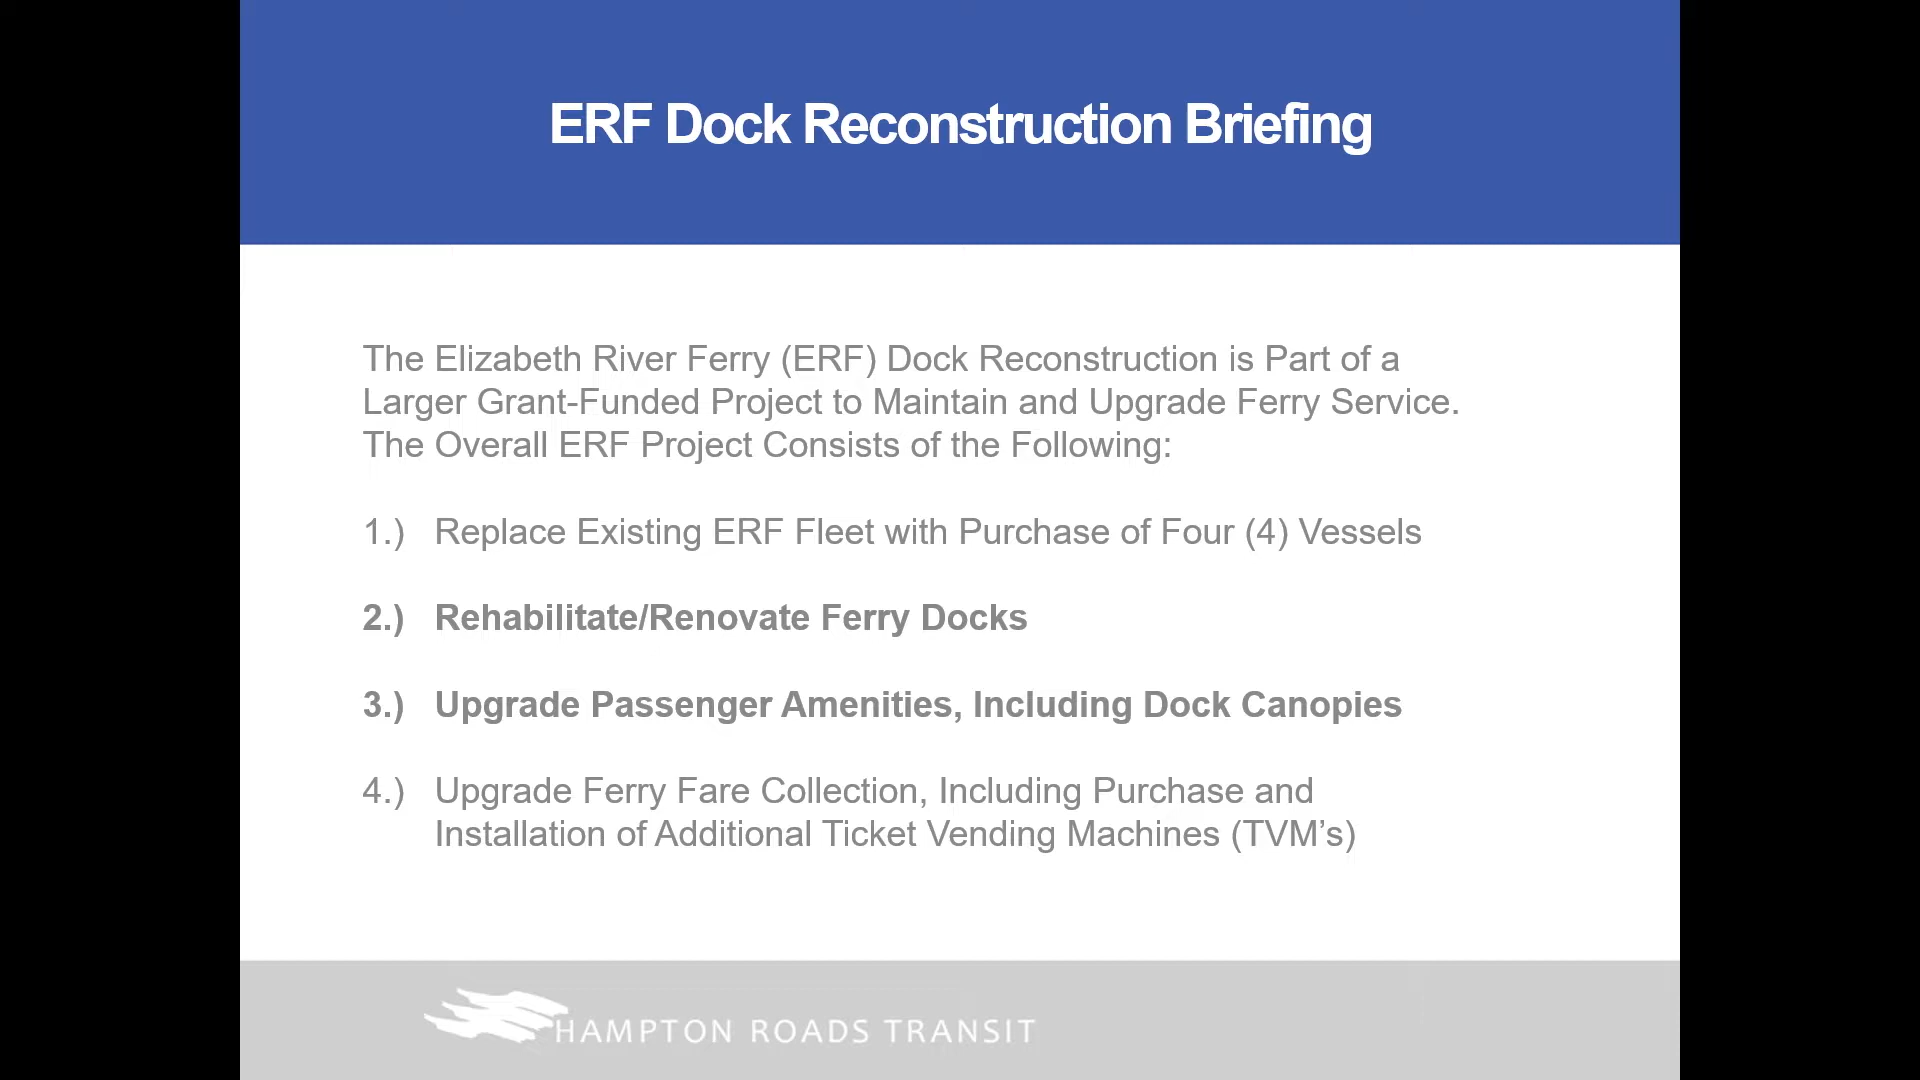 ERF Dock Reconstruction Briefing
The Elizabeth River Ferry (ERF) Dock Reconstruction is Part of a
Larger Grant-Funded Project to Maintain and Upgrade Ferry Service.
The Overall ERF Project Consists of the Following:
1.) Replace Existing ERF Fleet with Purchase of Four (4) Vessels
2.) Rehabilitate/Renovate Ferry Docks
3.) Upgrade Passenger Amenities, Including Dock Canopies
4.) Upgrade Ferry Fare Collection, Including Purchase and
Installation of Additional Ticket Vending Machines (TVM’s)
HAMPTON ROADS TRANSIT